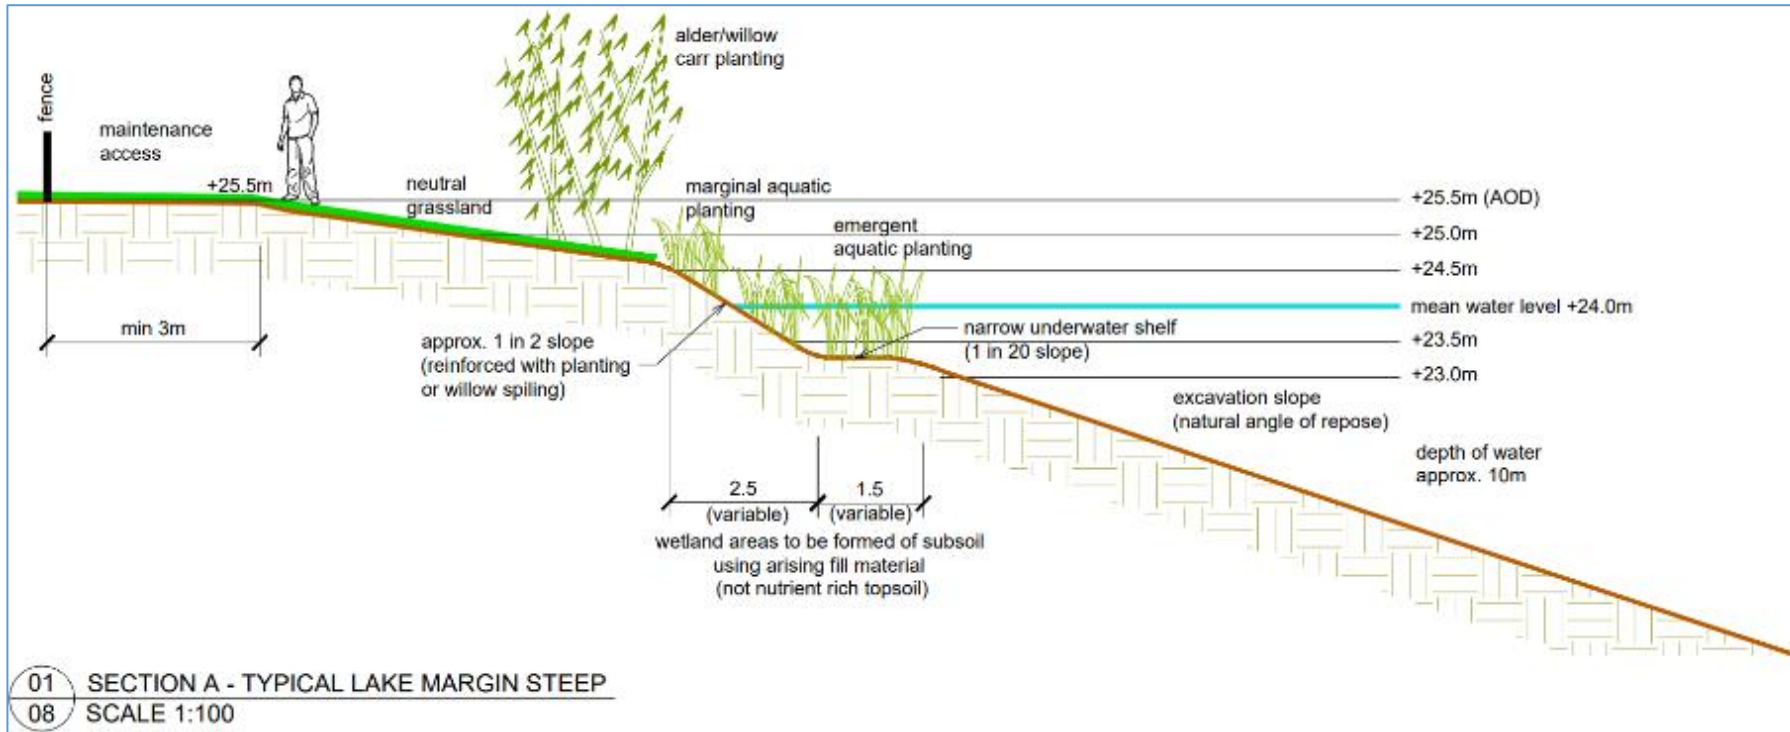 fence
maintenance
access
+25.5m
neutral
grassland
alder/willow
carr planting
marginal aquatic
planting
emergent
aquatic planting
+25.5m (AOD)
+25.0m
+24.5m
mean water level +24.0m
+23.5m
+23.0m
min 3m
approx. 1 in 2 slope
(reinforced with planting
or willow spiling)
narrow underwater shelf
(1 in 20 slope)
excavation slope
(natural angle of repose)
depth of water
approx. 10m
2.5
(variable)
1.5
(variable)
wetland areas to be formed of subsoil
using arising fill material
(not nutrient rich topsoil)
01
08
SECTION A - TYPICAL LAKE MARGIN STEEP
SCALE 1:100